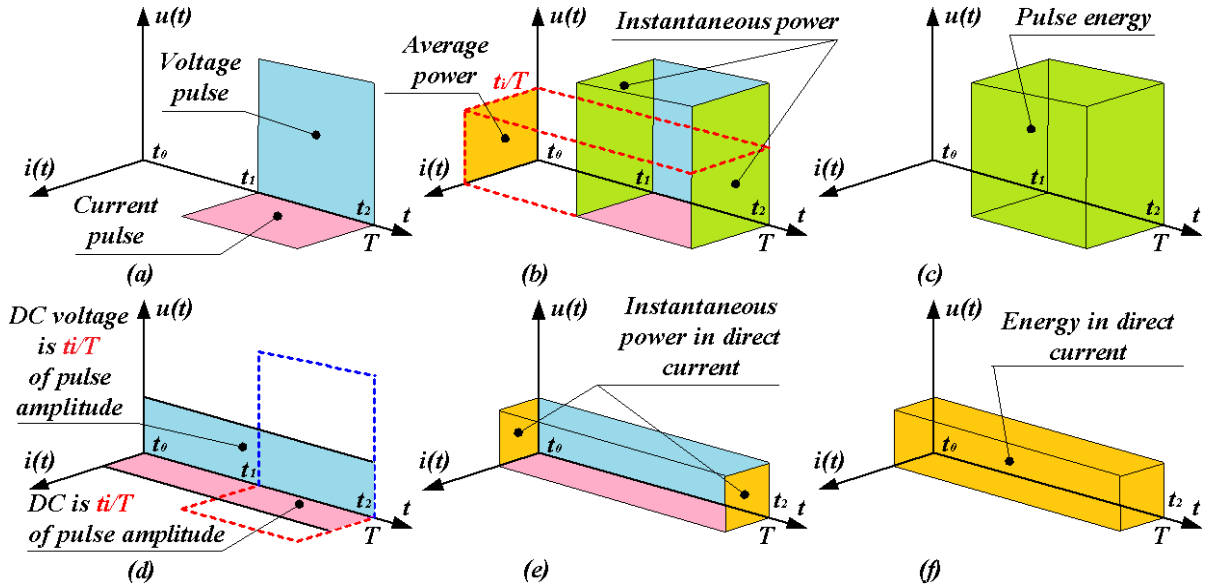 u(t)
Voltage
pulse
t0
i(t)
t1
Current
pulse
t2
t
T
(a)
u(t)
Instantaneous power
Average
power
ti/T
t0
i(t)
t1
t2
t
T
(b)
u(t)
Pulse energy
t0
i(t)
t1
t2
t
T
(c)
DC voltage
is ti/T
of pulse
amplitude
u(t)
t0
i(t)
t1
DC is ti/T
of pulse amplitude
t2
t
T
(d)
u(t)
Instantaneous
power in direct
current
t0
i(t)
t2
t
T
(e)
u(t)
Energy in direct
current
t0
i(t)
t2
t
T
(f)